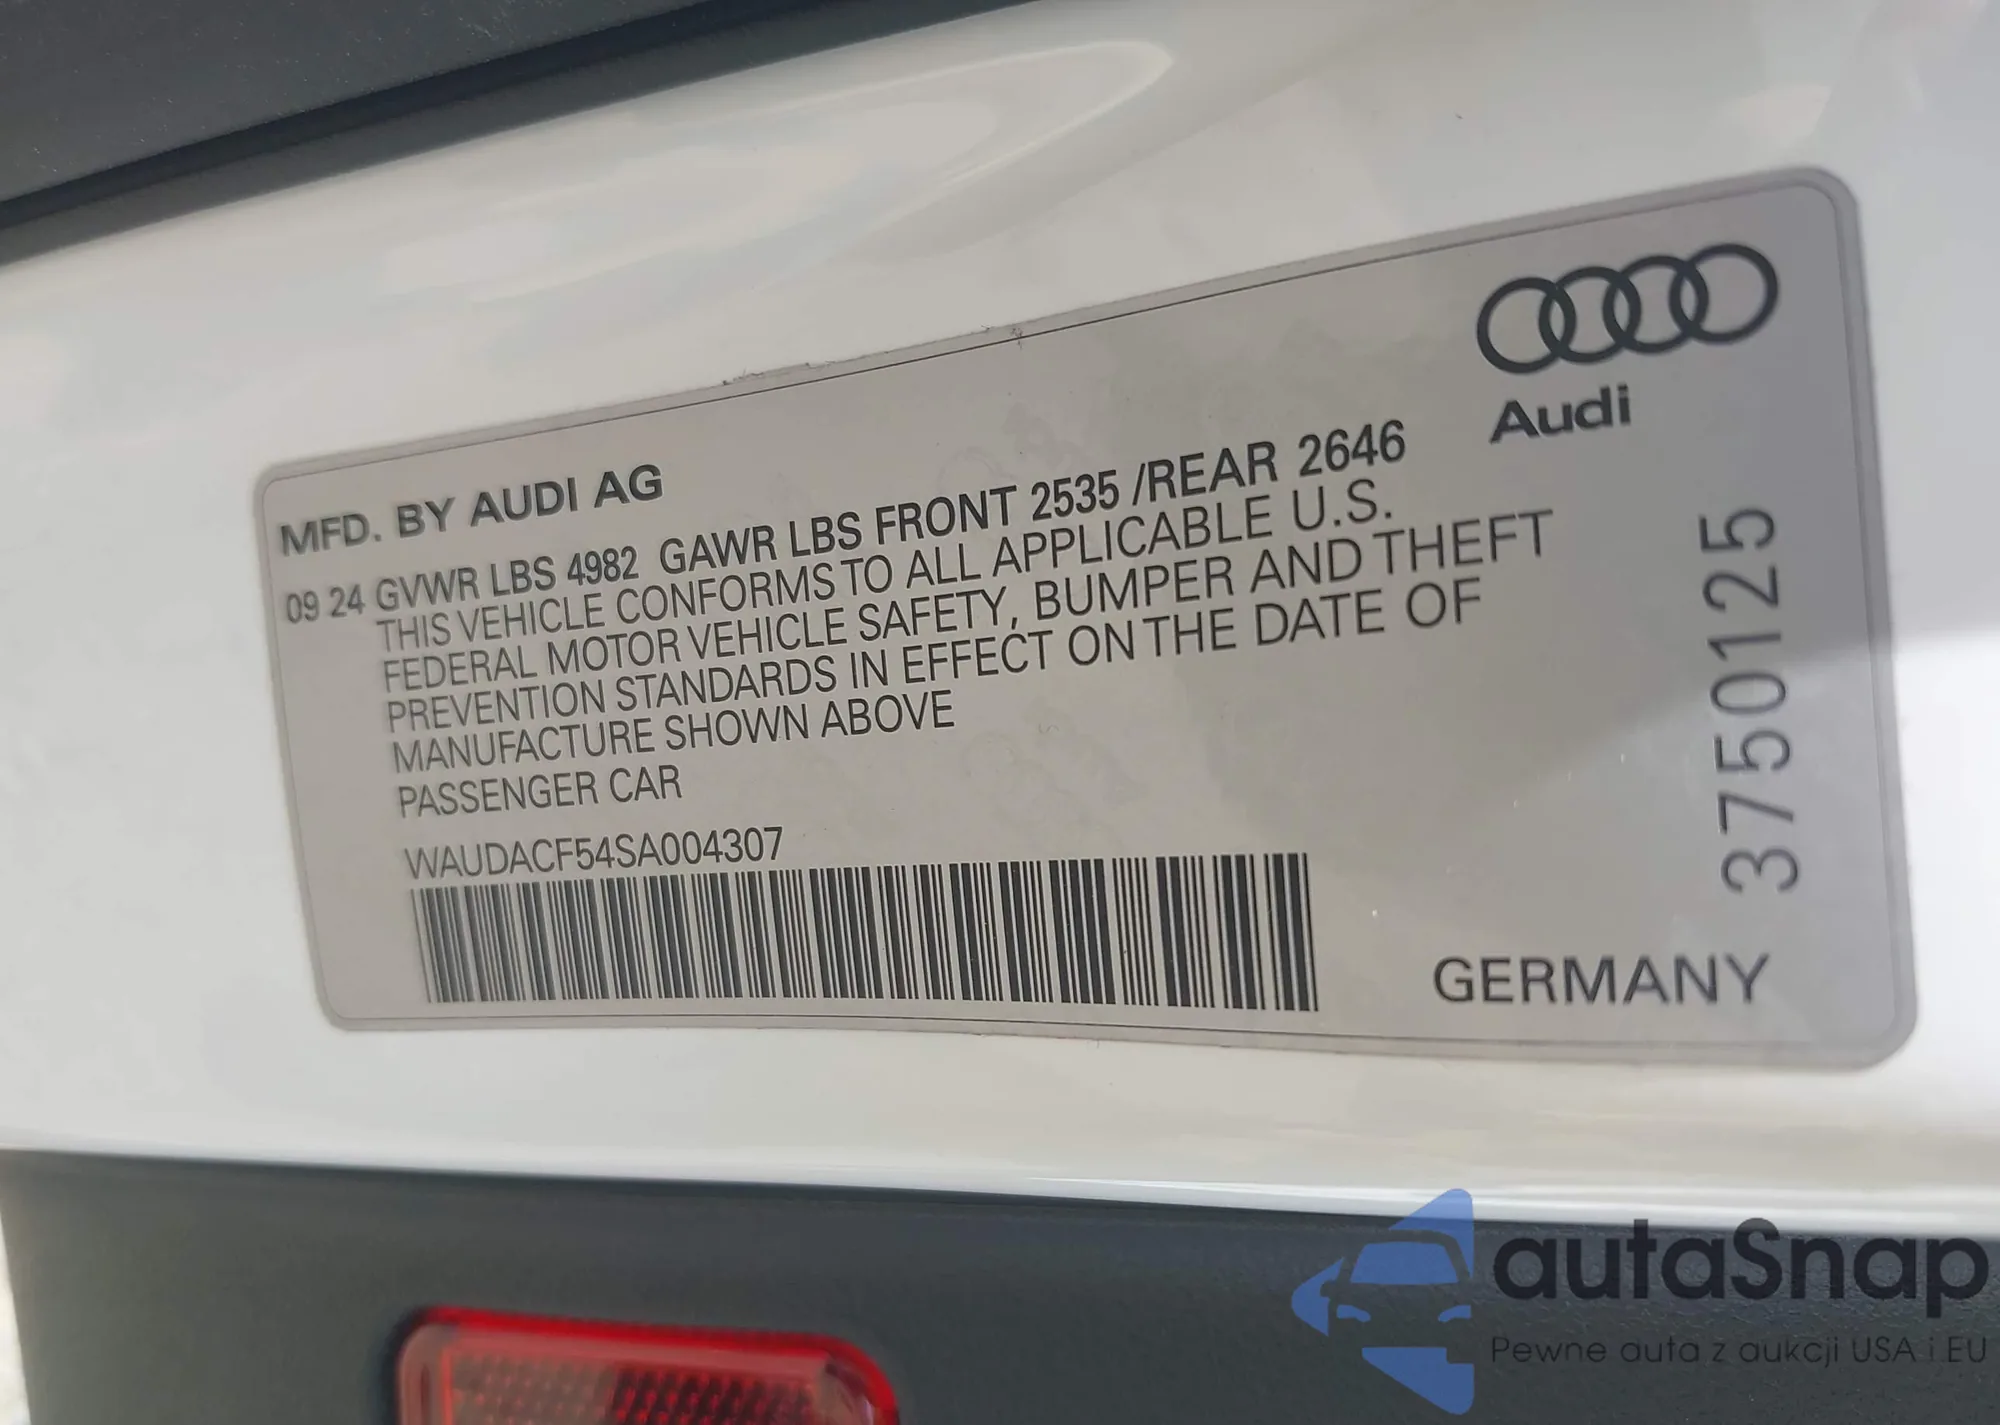 Audi
MFD. BY AUDI AG
09 24 GVWR LBS 4982 GAWR LBS FRONT 2535 /REAR 2646
THIS VEHICLE CONFORMS TO ALL APPLICABLE U.S.
FEDERAL MOTOR VEHICLE SAFETY, BUMPER AND THEFT
PREVENTION STANDARDS IN EFFECT ON THE DATE OF
MANUFACTURE SHOWN ABOVE
PASSENGER CAR
WAUDACF54SA004307
GERMANY
3750125
autaSnap
Pewne auta z aukcji USA i EU